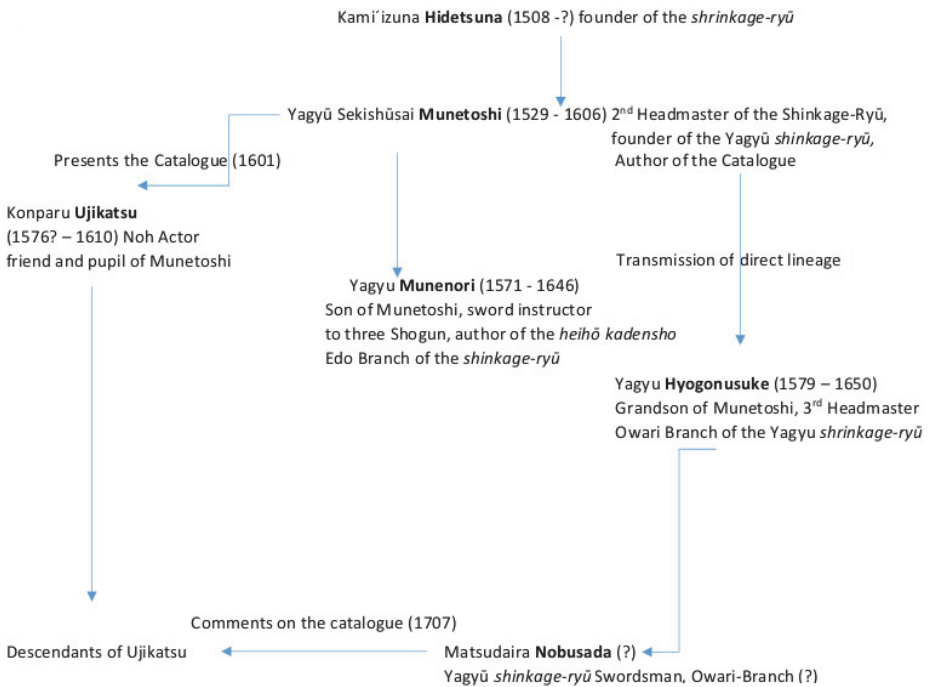 Kami´izuna Hidetsuna (1508 -?) founder of the shrinkage-ryū
Yagyū Sekishūsai Munetoshi (1529 - 1606) 2nd Headmaster of the Shinkage-Ryū,
founder of the Yagyū shinkage-ryū,
Author of the Catalogue
Presents the Catalogue (1601)
Konparu Ujikatsu
(1576? – 1610) Noh Actor
friend and pupil of Munetoshi
Transmission of direct lineage
Yagyu Munenori (1571 - 1646)
Son of Munetoshi, sword instructor
to three Shogun, author of the heihō kadensho
Edo Branch of the shinkage-ryū
Yagyu Hyogonusuke (1579 – 1650)
Grandson of Munetoshi, 3rd Headmaster
Owari Branch of the Yagyu shrinkage-ryū
Comments on the catalogue (1707)
Descendants of Ujikatsu
Matsudaira Nobusada (?)
Yagyū shinkage-ryū Swordsman, Owari-Branch (?)